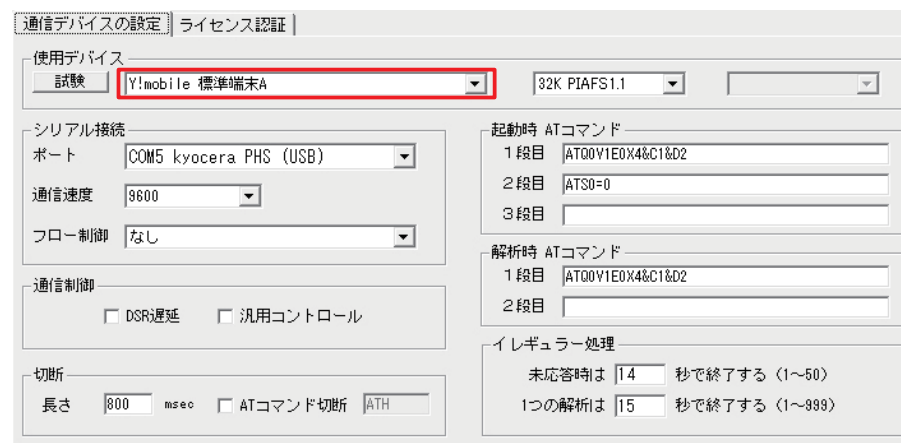 通信デバイスの設定 ライセンス認証
使用デバイス
試験 Y!mobile 標準端末A 32K PIAFS1.1
シリアル接続
ポート COM5 kyocera PHS (USB)
通信速度 9600
フロー制御 なし
通信制御
DSR遅延 汎用コントロール
切断
長さ 800 msec ATコマンド切断 ATH
起動時 ATコマンド
1段目 ATQ0V1E0X4&C1&D2
2段目 ATS0=0
3段目
解析時 ATコマンド
1段目 ATQ0V1E0X4&C1&D2
2段目
イレギュラー処理
未応答時は 14 秒で終了する (1～50)
1つの解析は 15 秒で終了する (1～999)